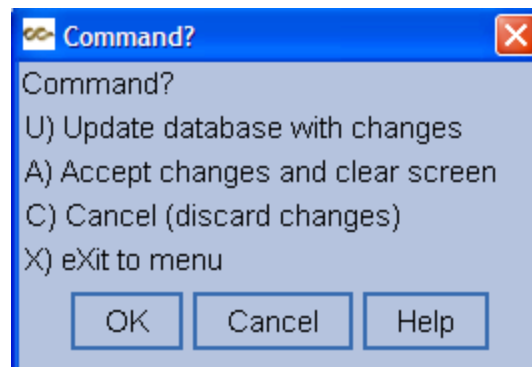 Command?
Command?
U) Update database with changes
A) Accept changes and clear screen
C) Cancel (discard changes)
X) eXit to menu
OK Cancel Help